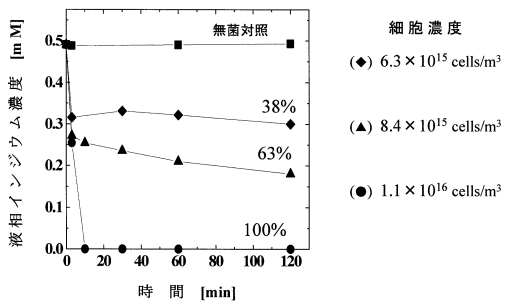 液相インジウム濃度 [mM]
0.5
0.4
0.3
0.2
0.1
0.0
無菌対照
38%
63%
100%
0 20 40 60 80 100 120
時 間 [min]
細胞濃度
(◆) 6.3×10¹⁵ cells/m³
(▲) 8.4×10¹⁵ cells/m³
(●) 1.1×10¹⁶ cells/m³